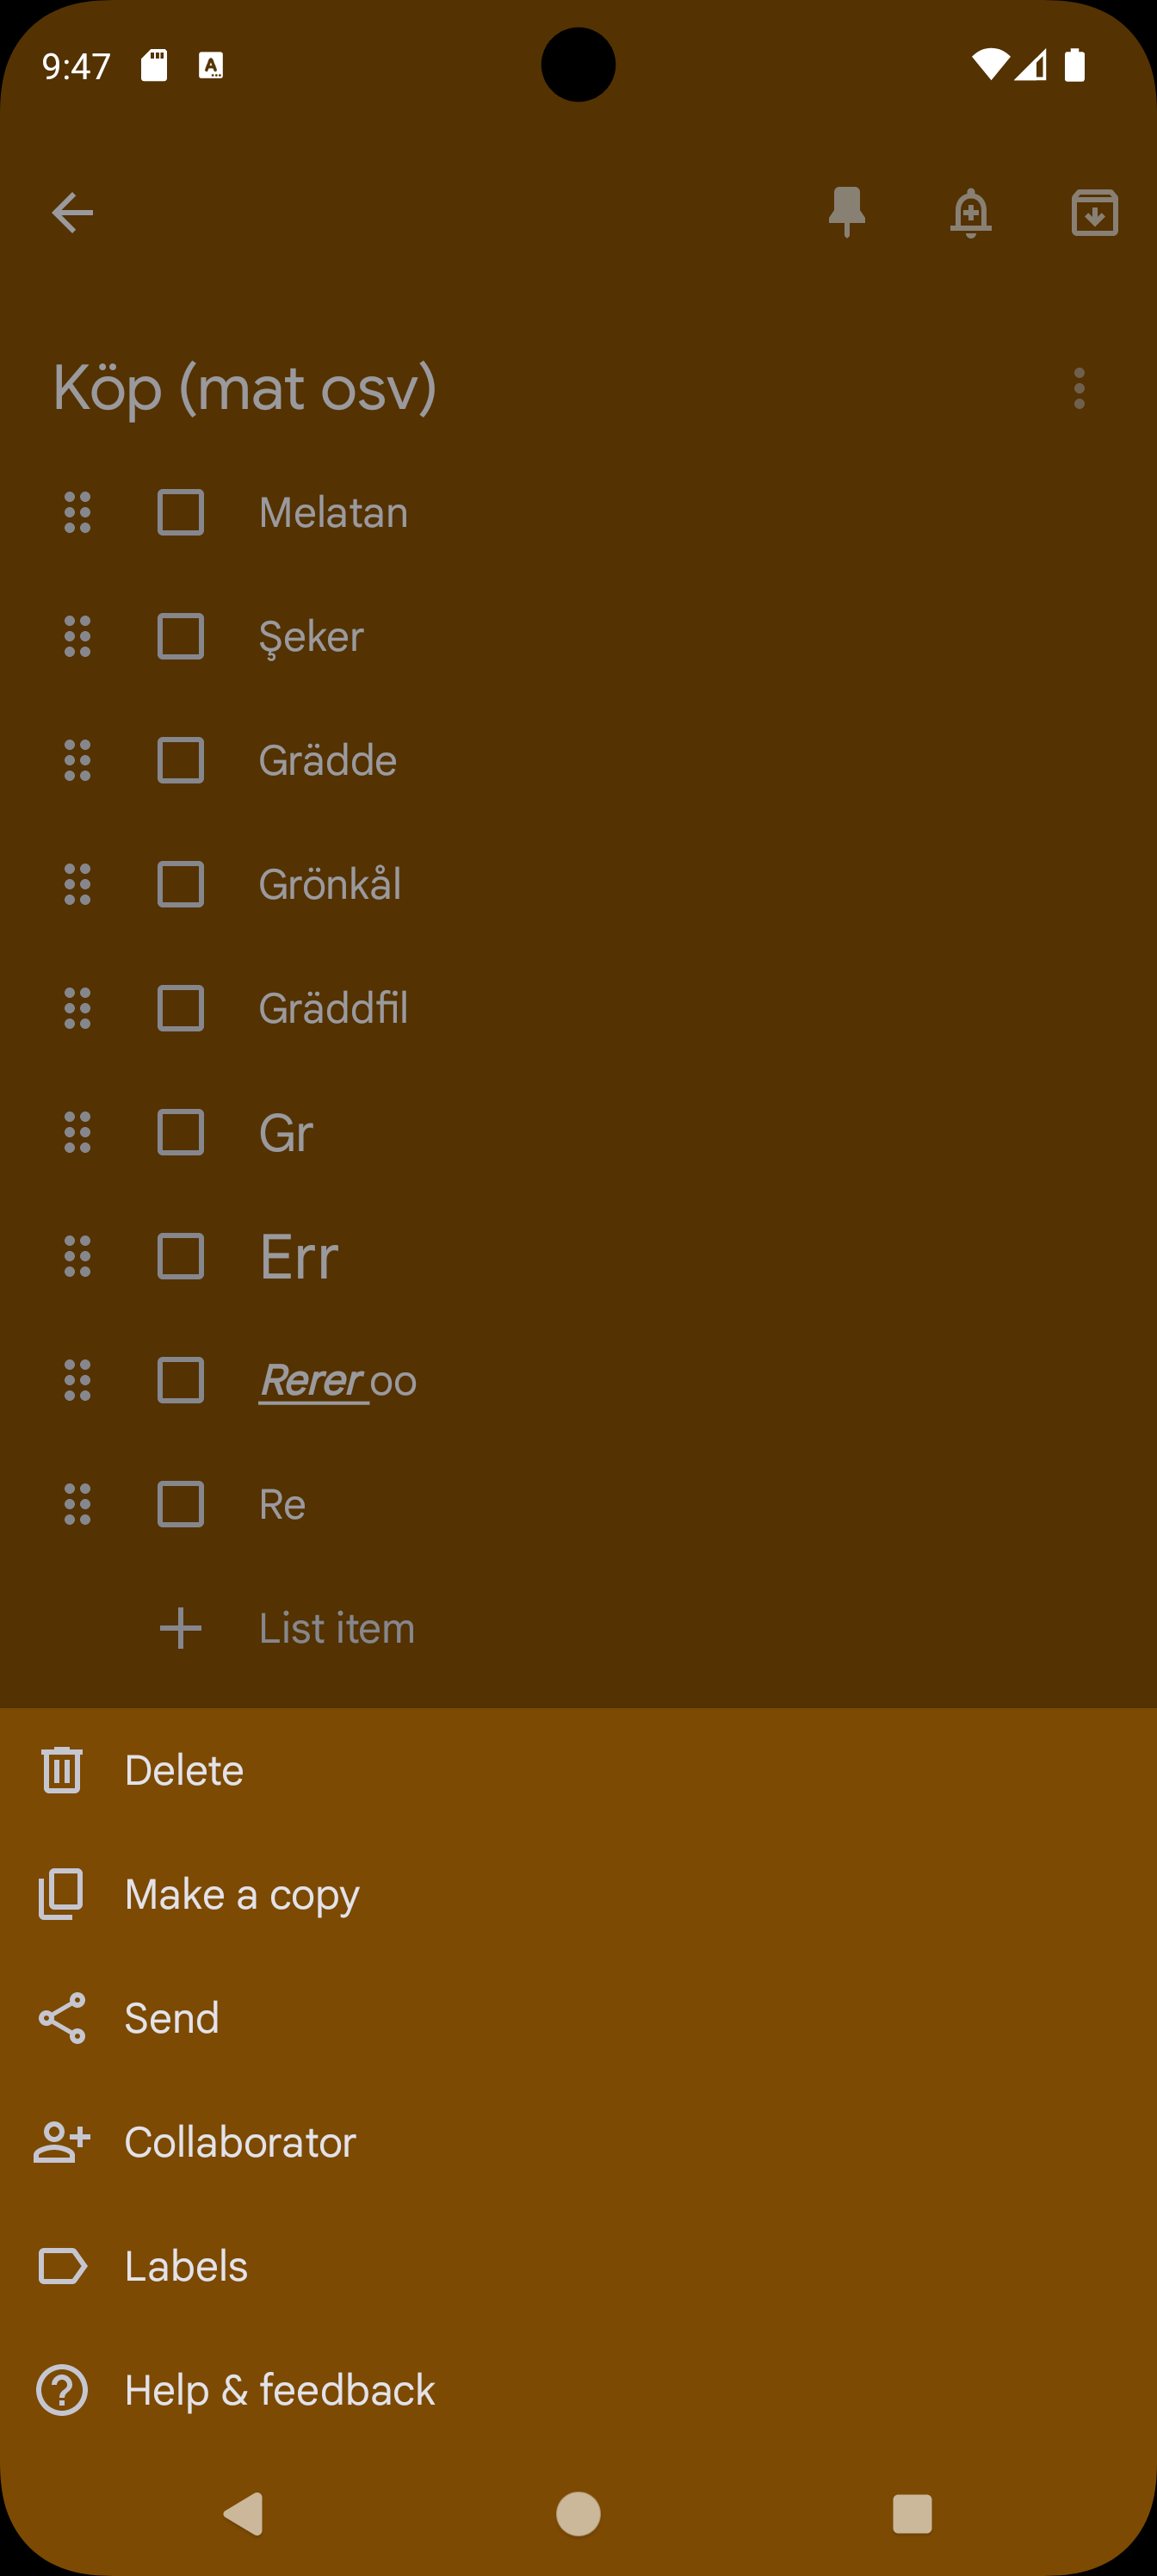 9:47
Köp (mat osv)
Melatan
Şeker
Grädde
Grönkål
Gräddfil
Gr
Err
Rerer oo
Re
List item
Delete
Make a copy
Send
Collaborator
Labels
Help & feedback